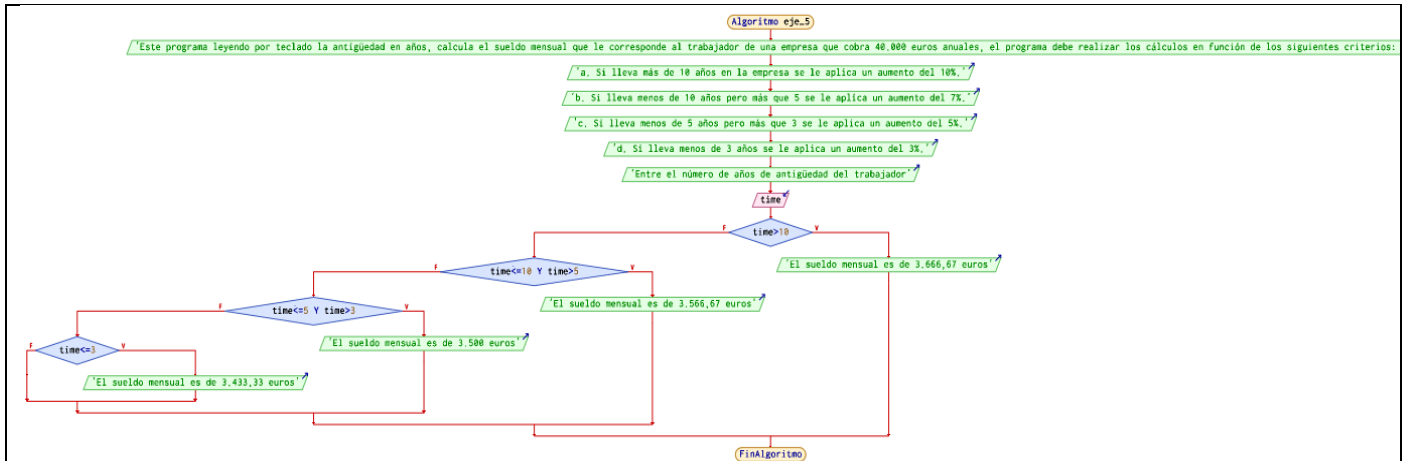 Algoritmo eje_5
'Este programa leyendo por teclado la antigüedad en años, calcula el sueldo mensual que le corresponde al trabajador de una empresa que cobra 40.000 euros anuales, el programa debe realizar los cálculos en función de los siguientes criterios:
'a. Si lleva más de 10 años en la empresa se le aplica un aumento del 10%.'
'b. Si lleva menos de 10 años pero más que 5 se le aplica un aumento del 7%.'
'c. Si lleva menos de 5 años pero más que 3 se le aplica un aumento del 5%.'
'd. Si lleva menos de 3 años se le aplica un aumento del 3%.'
'Entre el número de años de antigüedad del trabajador'
time
F time>10 V
'El sueldo mensual es de 3.666,67 euros'
F time<=10 Y time>5 V
'El sueldo mensual es de 3.566,67 euros'
F time<=5 Y time>3 V
'El sueldo mensual es de 3.500 euros'
F time<=3 V
'El sueldo mensual es de 3.433,33 euros'
FinAlgoritmo